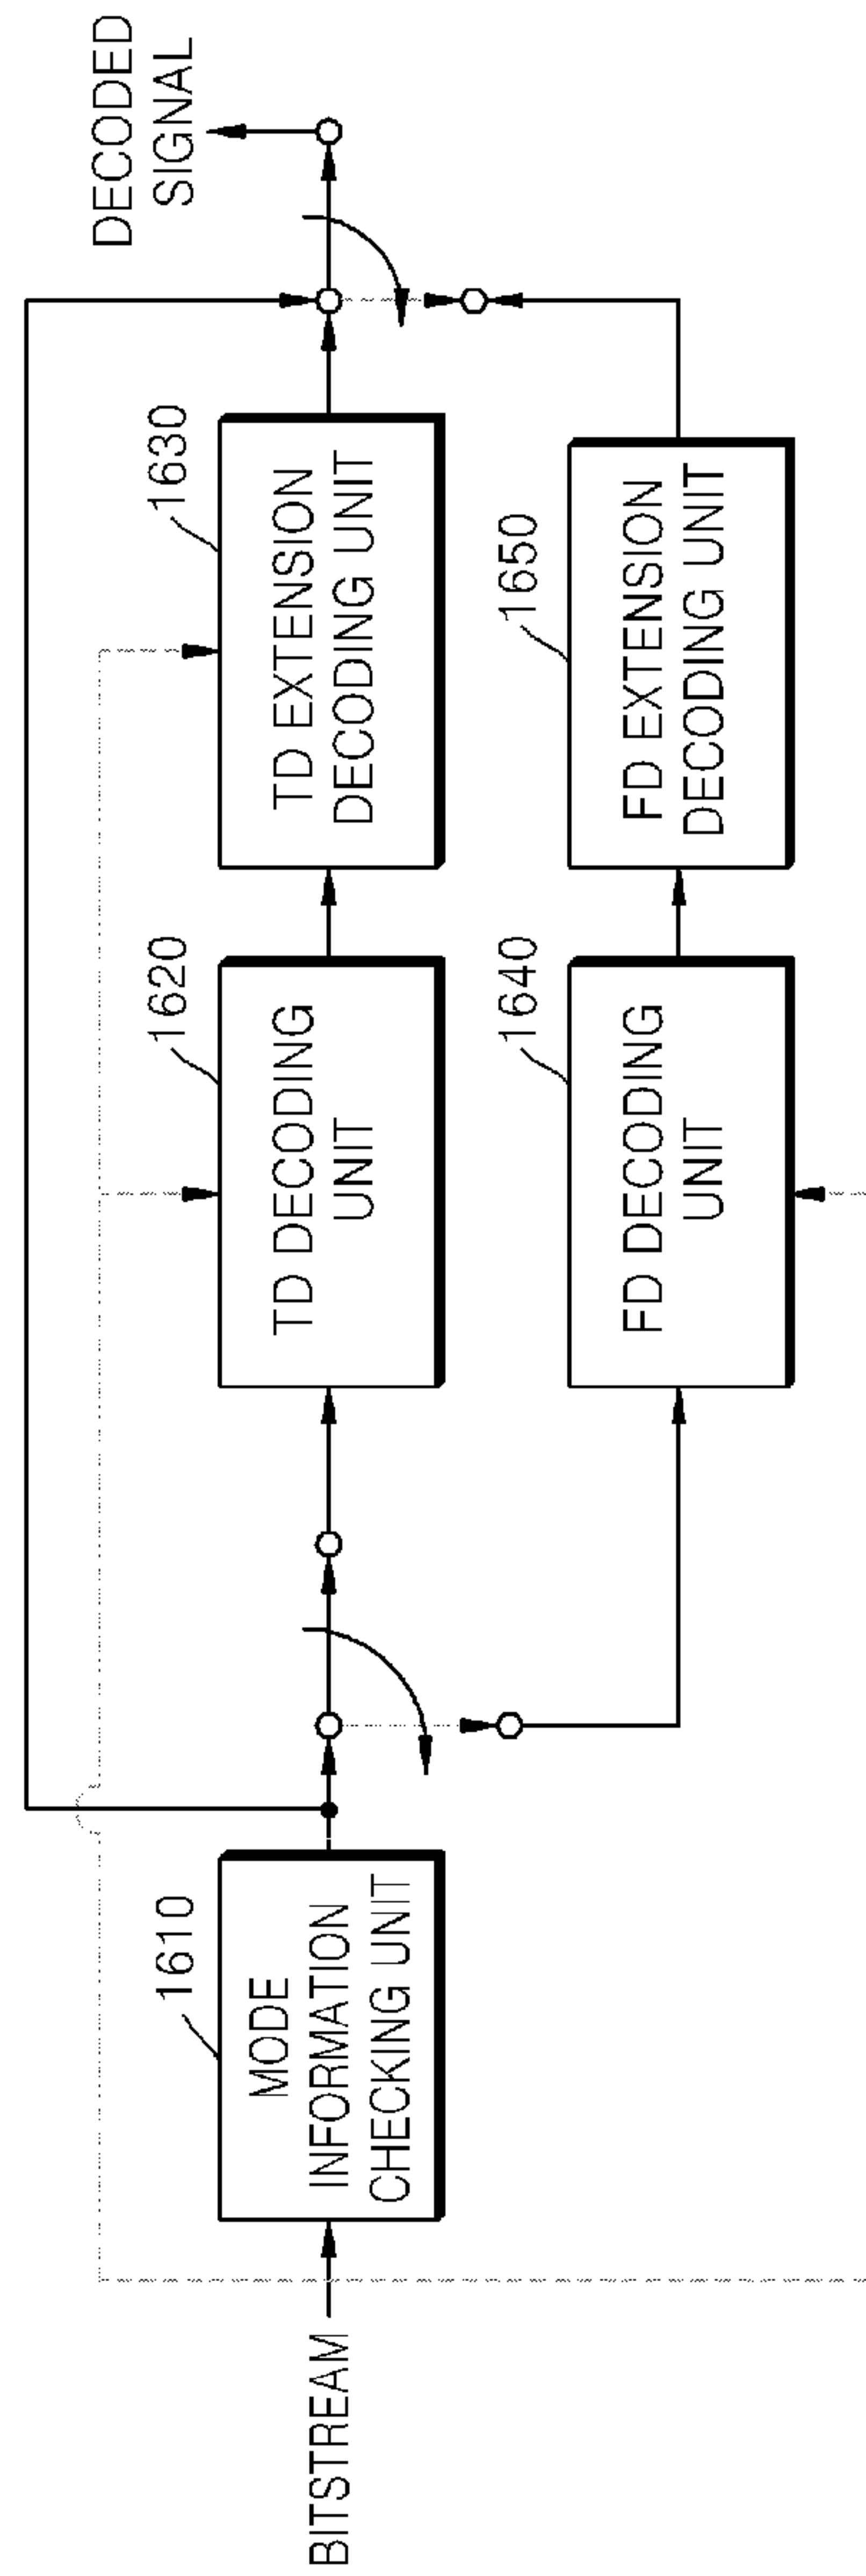 BITSTREAM
1610
MODE
INFORMATION
CHECKING UNIT
1620
TD DECODING
UNIT
1630
TD EXTENSION
DECODING UNIT
DECODED
SIGNAL
1640
FD DECODING
UNIT
1650
FD EXTENSION
DECODING UNIT